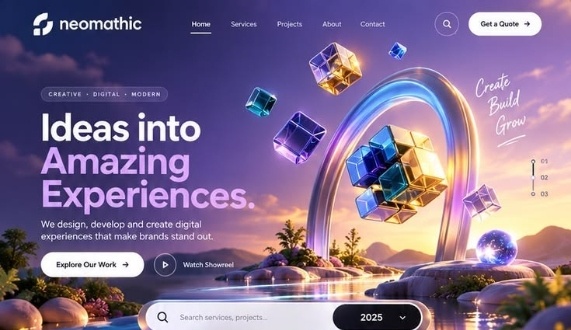 neomathic
Home Services Projects About Contact
Get a Quote →
CREATIVE • DIGITAL • MODERN
Ideas into
Amazing
Experiences.
We design, develop and create digital
experiences that make brands stand out.
Explore Our Work →
Watch Showreel
Create
Build
Grow
01
02
03
Search services, projects...
2025